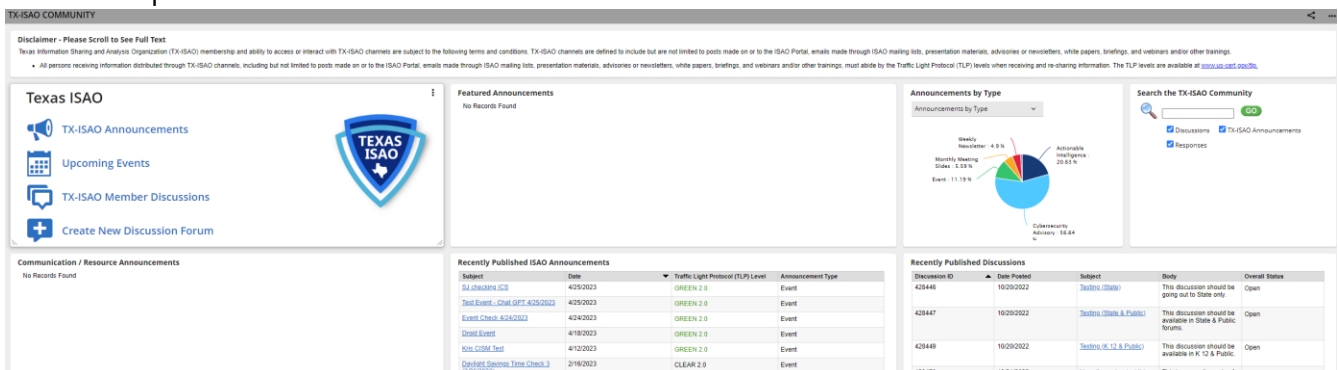 TX-ISAO COMMUNITY
Disclaimer - Please Scroll to See Full Text
Texas Information Sharing and Analysis Organization (TX-ISAO) membership and ability to access or interact with TX-ISAO channels are subject to the following terms and conditions. TX-ISAO channels are defined to include but are not limited to posts made on or to the ISAO Portal, emails made through ISAO mailing lists, presentation materials, advisories or newsletters, white papers, briefings, and webinars and/or other trainings.
• All persons receiving information distributed through TX-ISAO channels, including but not limited to posts made on or to the ISAO Portal, emails made through ISAO mailing lists, presentation materials, advisories or newsletters, white papers, briefings, and webinars and/or other trainings, must abide by the Traffic Light Protocol (TLP) levels when receiving and re-sharing information. The TLP levels are available at www.us-cert.gov/tlp.
Texas ISAO
TX-ISAO Announcements
Upcoming Events
TX-ISAO Member Discussions
Create New Discussion Forum
TEXAS
ISAO
Featured Announcements
No Records Found
Announcements by Type
Announcements by Type
Weekly
Newsletter : 4.9 %
Monthly Meeting
Slides : 5.59 %
Event : 11.19 %
Actionable
Intelligence :
20.63 %
Cybersecurity
Advisory : 56.64
%
Search the TX-ISAO Community
GO
Discussions TX-ISAO Announcements
Responses
Communication / Resource Announcements
No Records Found
Recently Published ISAO Announcements
Subject Date Traffic Light Protocol (TLP) Level Announcement Type
SJ checking ICS 4/25/2023 GREEN 2.0 Event
Test Event - Chat GPT 4/25/2023 4/25/2023 GREEN 2.0 Event
Event Check 4/24/2023 4/24/2023 GREEN 2.0 Event
Droid Event 4/18/2023 GREEN 2.0 Event
Kris CISM Test 4/12/2023 GREEN 2.0 Event
Daylight Savings Time Check 3 2/16/2023 CLEAR 2.0 Event
Recently Published Discussions
Discussion ID Date Posted Subject Body Overall Status
428446 10/20/2022 Testing (State) This discussion should be Open
going out to State only.
428447 10/20/2022 Testing (State & Public) This discussion should be Open
available in State & Public
forums.
428449 10/20/2022 Testing (K 12 & Public) This discussion should be Open
available in K 12 & Public.